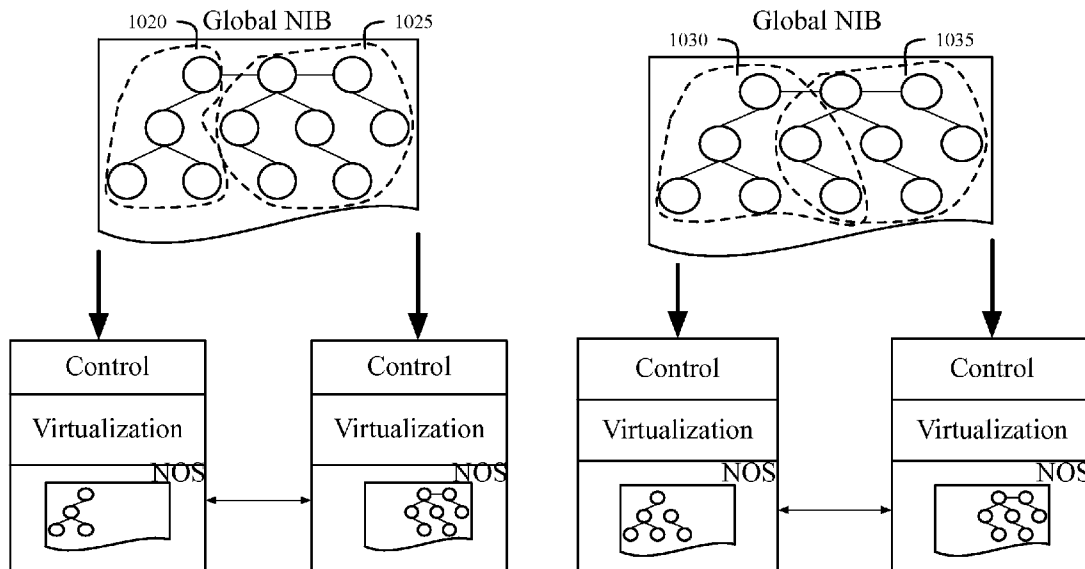 Global NIB
1020
1025
Global NIB
1030
1035
Control
Virtualization
NOS
Control
Virtualization
NOS
Control
Virtualization
NOS
Control
Virtualization
NOS